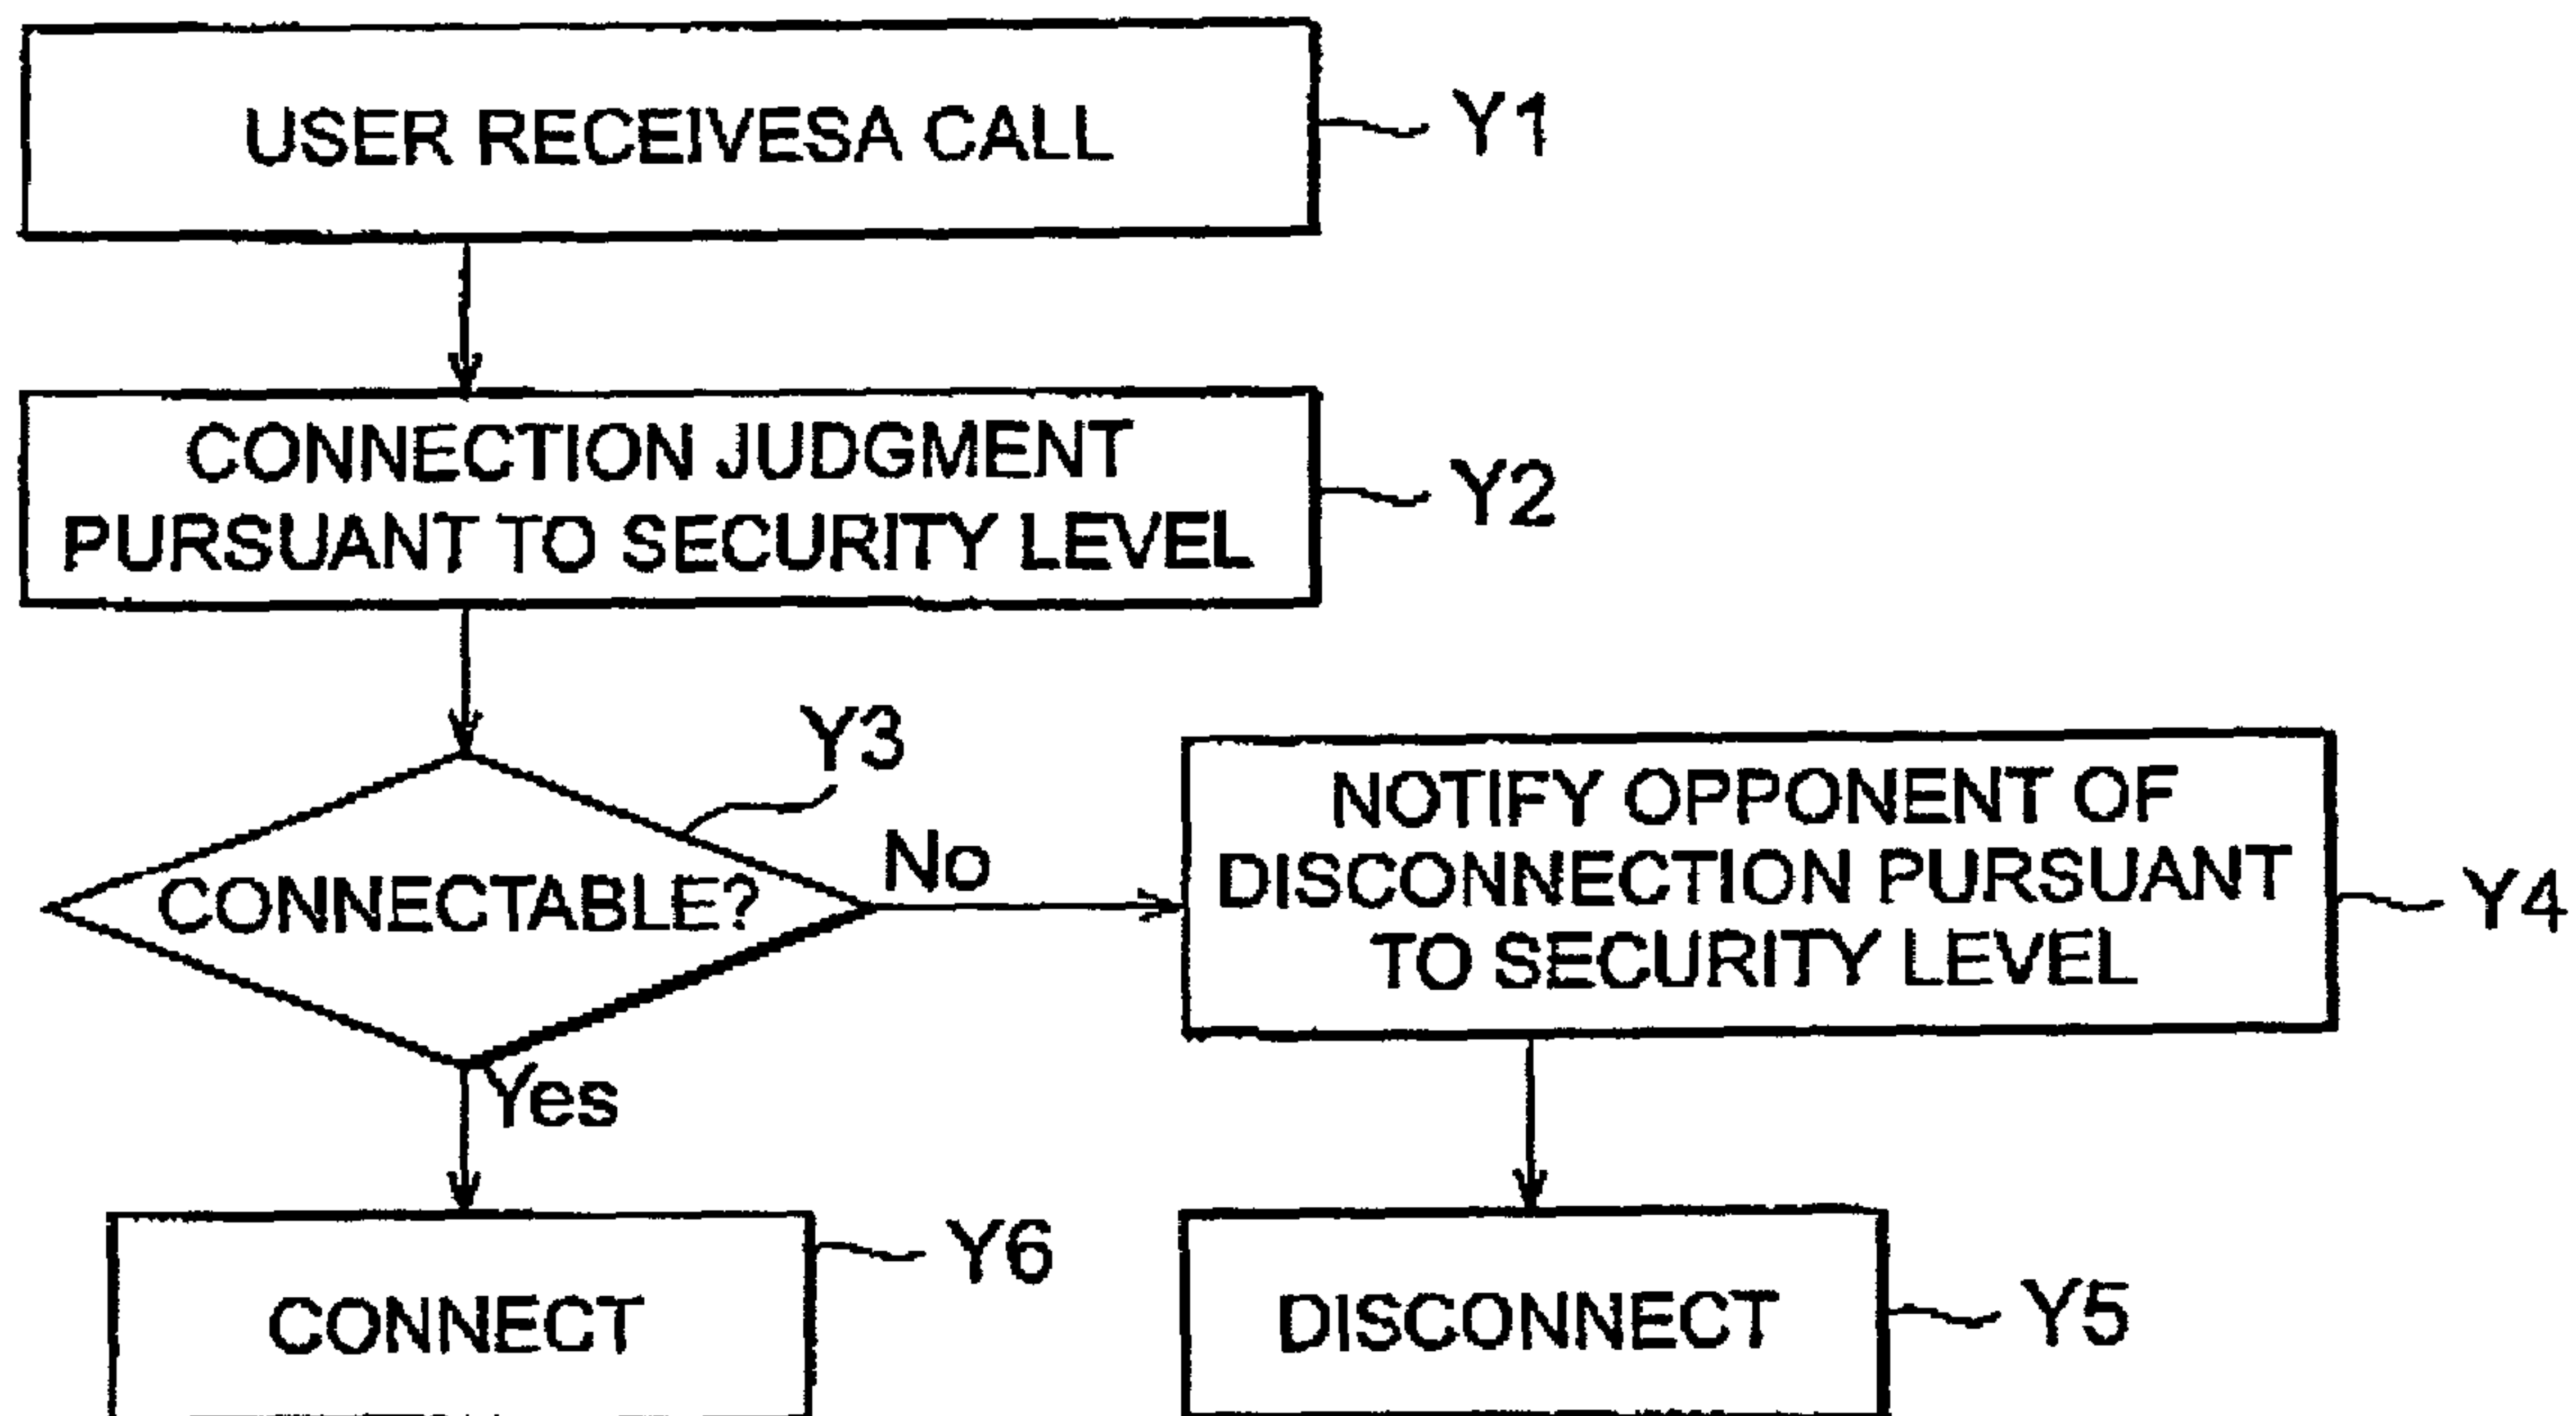 USER RECEIVESA CALL
Y1
CONNECTION JUDGMENT
PURSUANT TO SECURITY LEVEL
Y2
Y3
CONNECTABLE?
No
Yes
NOTIFY OPPONENT OF
DISCONNECTION PURSUANT
TO SECURITY LEVEL
Y4
CONNECT
Y6
DISCONNECT
Y5